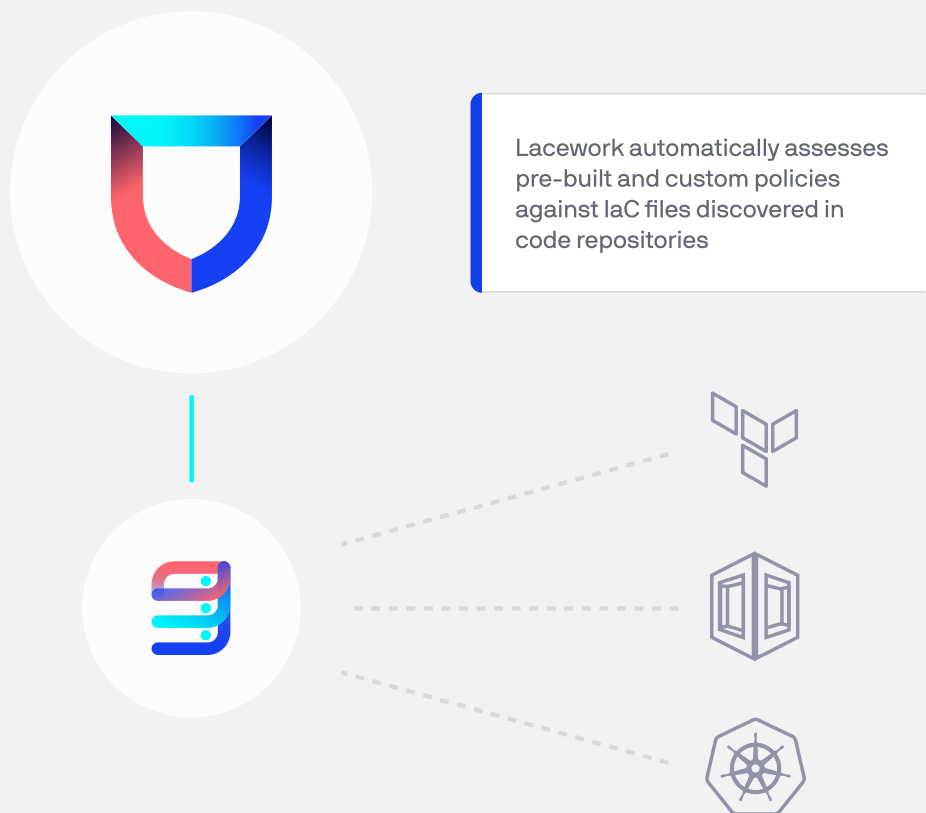 Lacework automatically assesses
pre-built and custom policies
against IaC files discovered in
code repositories